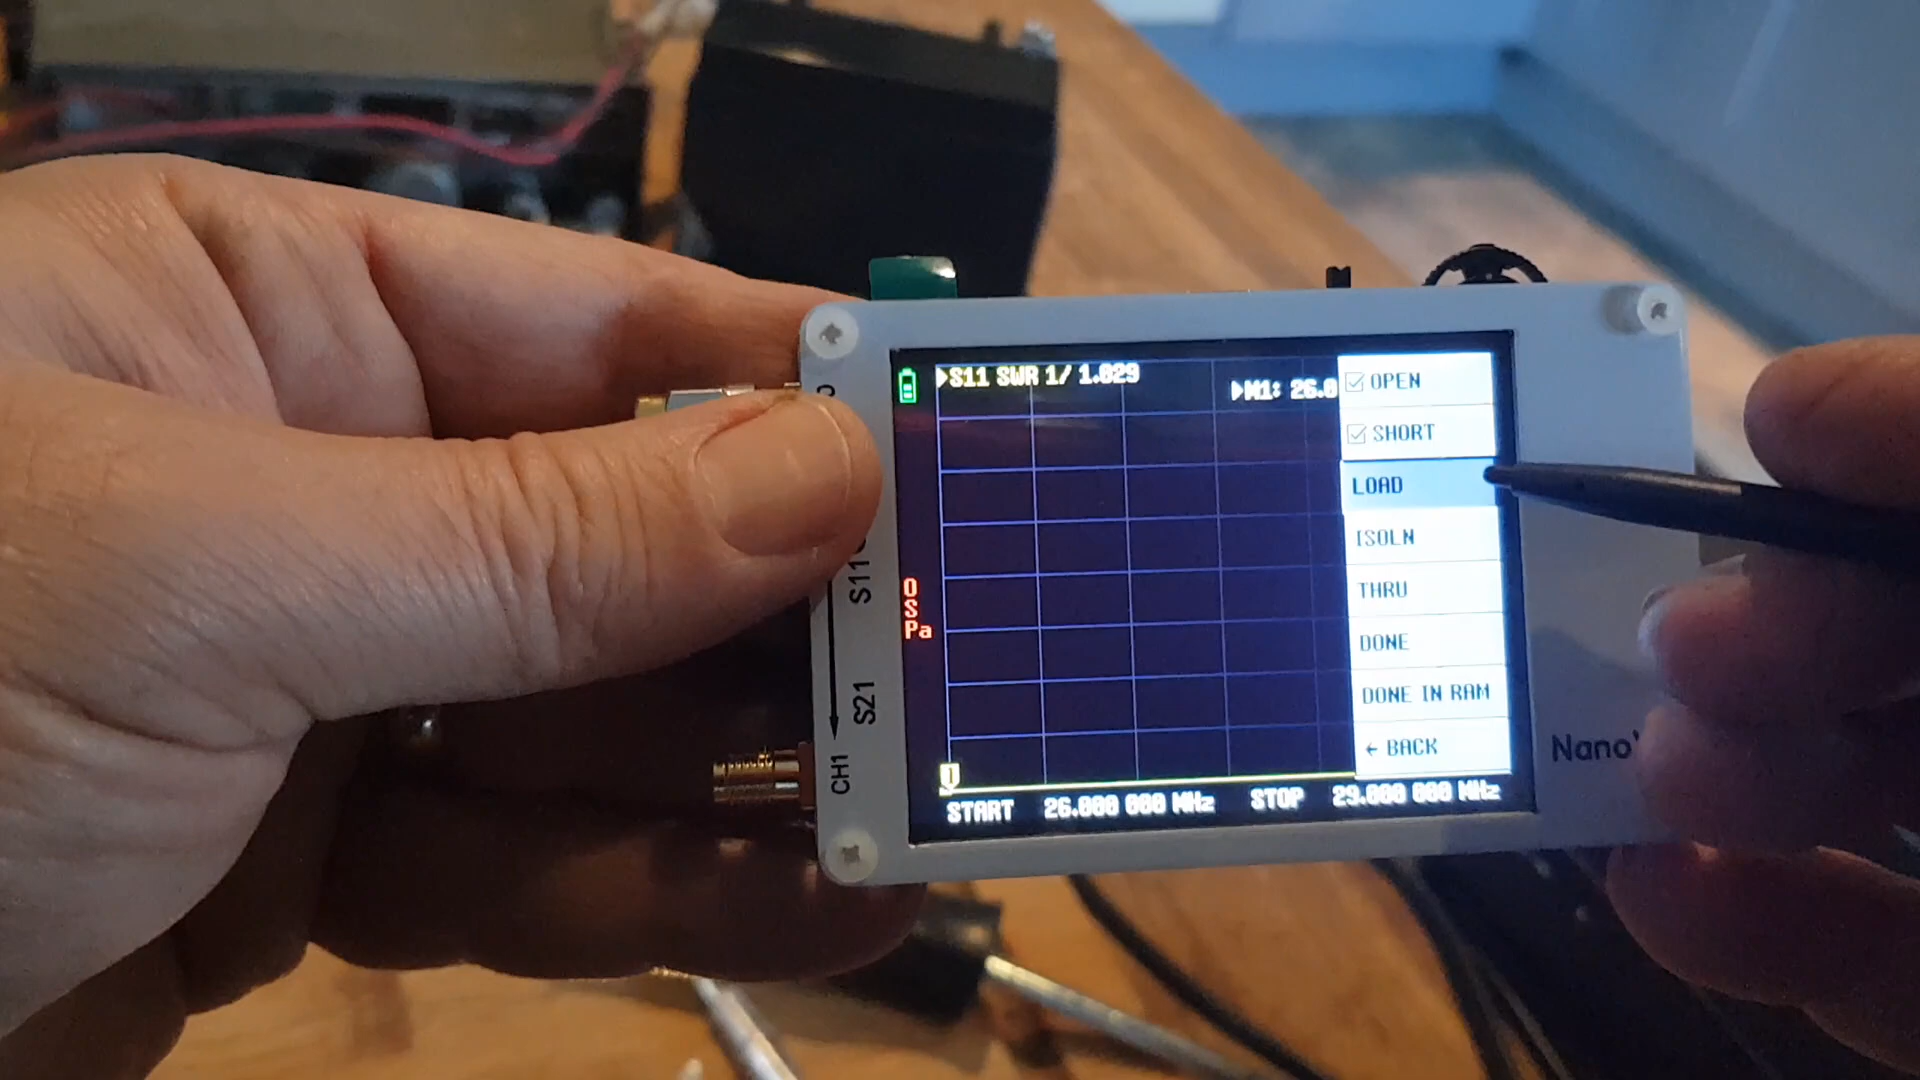 S11 SWR 1/ 1.029
M1: 26.0
OPEN
SHORT
LOAD
ISOLN
THRU
DONE
DONE IN RAM
← BACK
O
S
Pa
START 26.000 000 MHz STOP 29.000 000 MHz
S11
S21
CH1
Nano